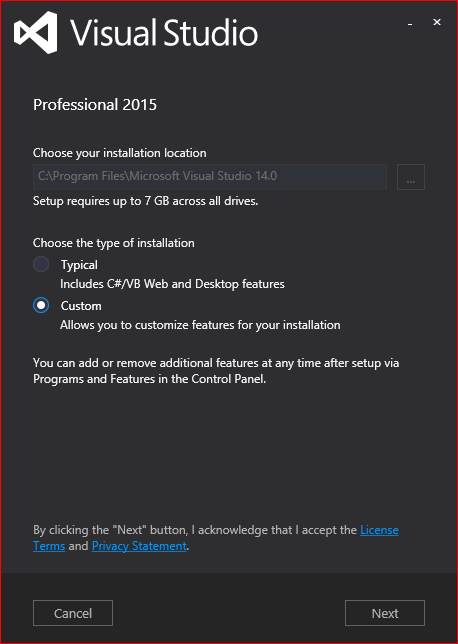 Visual Studio
Professional 2015
Choose your installation location
C:\Program Files\Microsoft Visual Studio 14.0
...
Setup requires up to 7 GB across all drives.
Choose the type of installation
Typical
Includes C#/VB Web and Desktop features
Custom
Allows you to customize features for your installation
You can add or remove additional features at any time after setup via
Programs and Features in the Control Panel.
By clicking the "Next" button, I acknowledge that I accept the License
Terms and Privacy Statement.
Cancel
Next